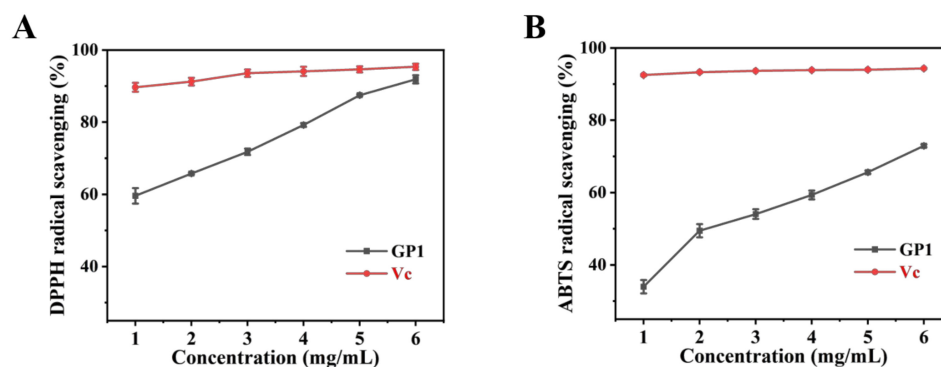 A
DPPH radical scavenging (%)
100
80
60
40
GP1
Vc
1 2 3 4 5 6
Concentration (mg/mL)
B
ABTS radical scavenging (%)
100
80
60
40
GP1
Vc
1 2 3 4 5 6
Concentration (mg/mL)